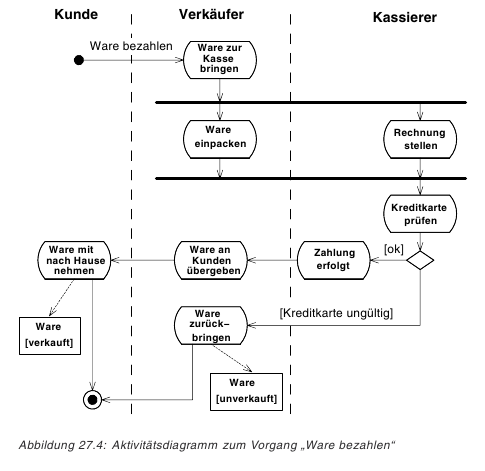 Kunde
Verkäufer
Kassierer
Ware bezahlen
Ware zur
Kasse
bringen
Ware
einpacken
Rechnung
stellen
Kreditkarte
prüfen
[ok]
Ware mit
nach Hause
nehmen
Ware an
Kunden
übergeben
Zahlung
erfolgt
Ware
[verkauft]
Ware
zurück–
bringen
[Kreditkarte ungültig]
Ware
[unverkauft]
Abbildung 27.4: Aktivitätsdiagramm zum Vorgang „Ware bezahlen“